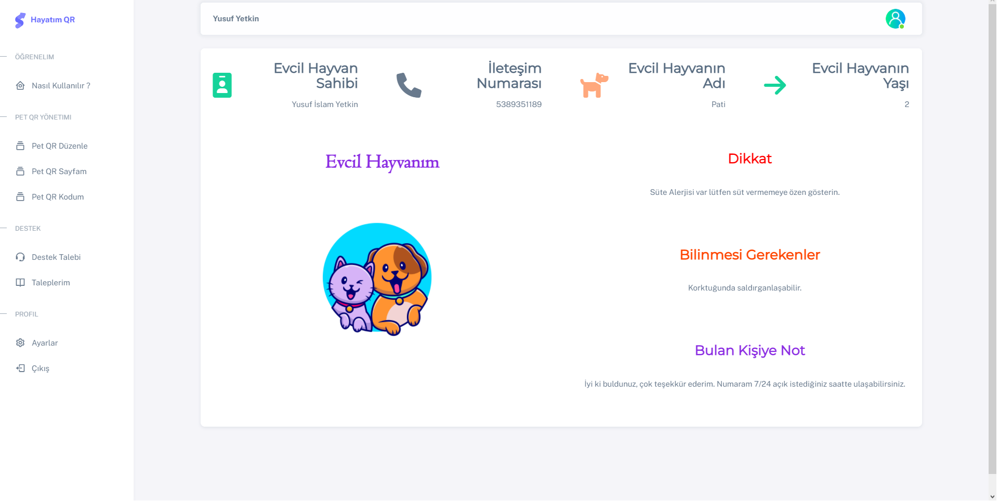 Hayatım QR
ÖĞRENELIM
Nasıl Kullanılır ?
PET QR YÖNETIMI
Pet QR Düzenle
Pet QR Sayfam
Pet QR Kodum
DESTEK
Destek Talebi
Taleplerim
PROFIL
Ayarlar
Çıkış
Yusuf Yetkin
Evcil Hayvan
Sahibi
Yusuf İslam Yetkin
İleteşim
Numarası
5389351189
Evcil Hayvanın
Adı
Pati
Evcil Hayvanın
Yaşı
2
Evcil Hayvanım
Dikkat
Süte Alerjisi var lütfen süt vermemeye özen gösterin.
Bilinmesi Gerekenler
Korktuğunda saldırganlaşabilir.
Bulan Kişiye Not
İyi ki buldunuz, çok teşekkür ederim. Numaram 7/24 açık istediğiniz saatte ulaşabilirsiniz.